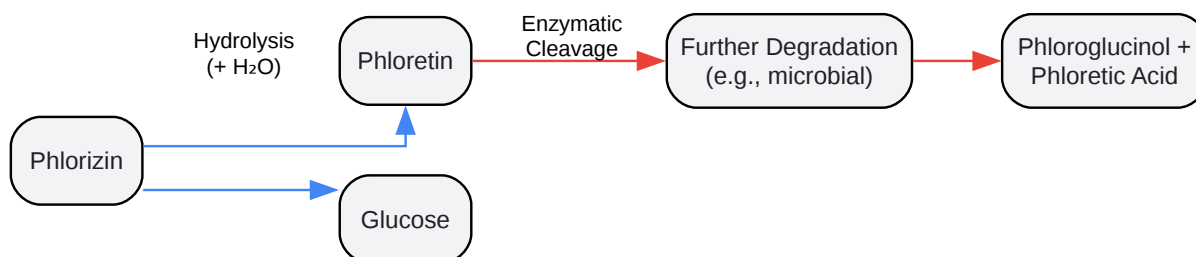 Hydrolysis
(+ H₂O)
Phloretin
Enzymatic
Cleavage
Further Degradation
(e.g., microbial)
Phloroglucinol +
Phloretic Acid
Phlorizin
Glucose